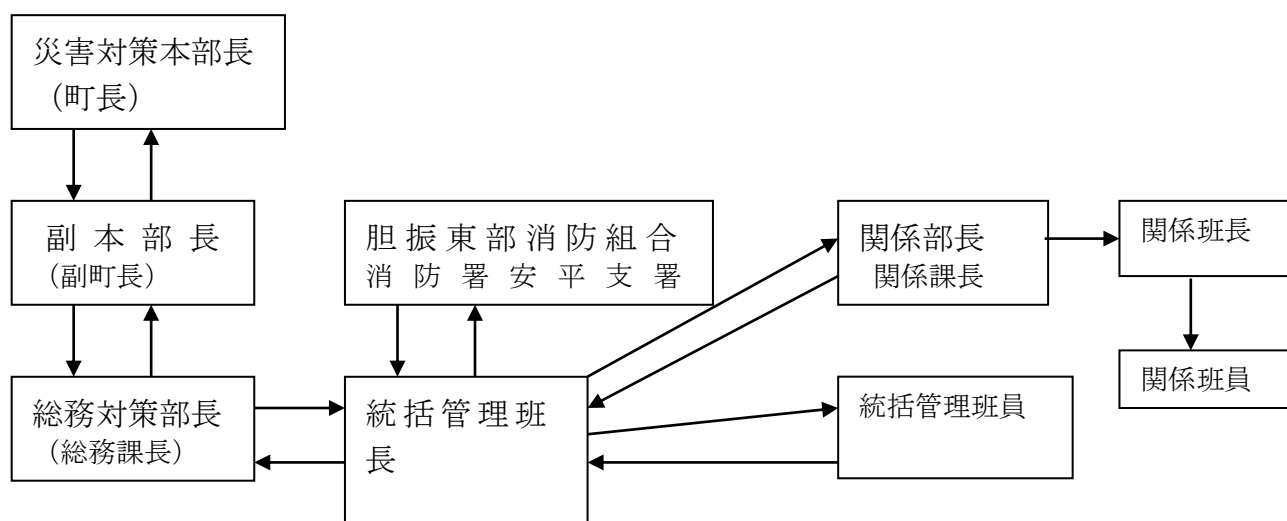 災害対策本部長
（町長）
副本部長
(副町長)
胆振東部消防組合
消防署安平支署
関係部長
関係課長
関係班長
総務対策部長
（総務課長）
統括管理班
長
統括管理班員
関係班員